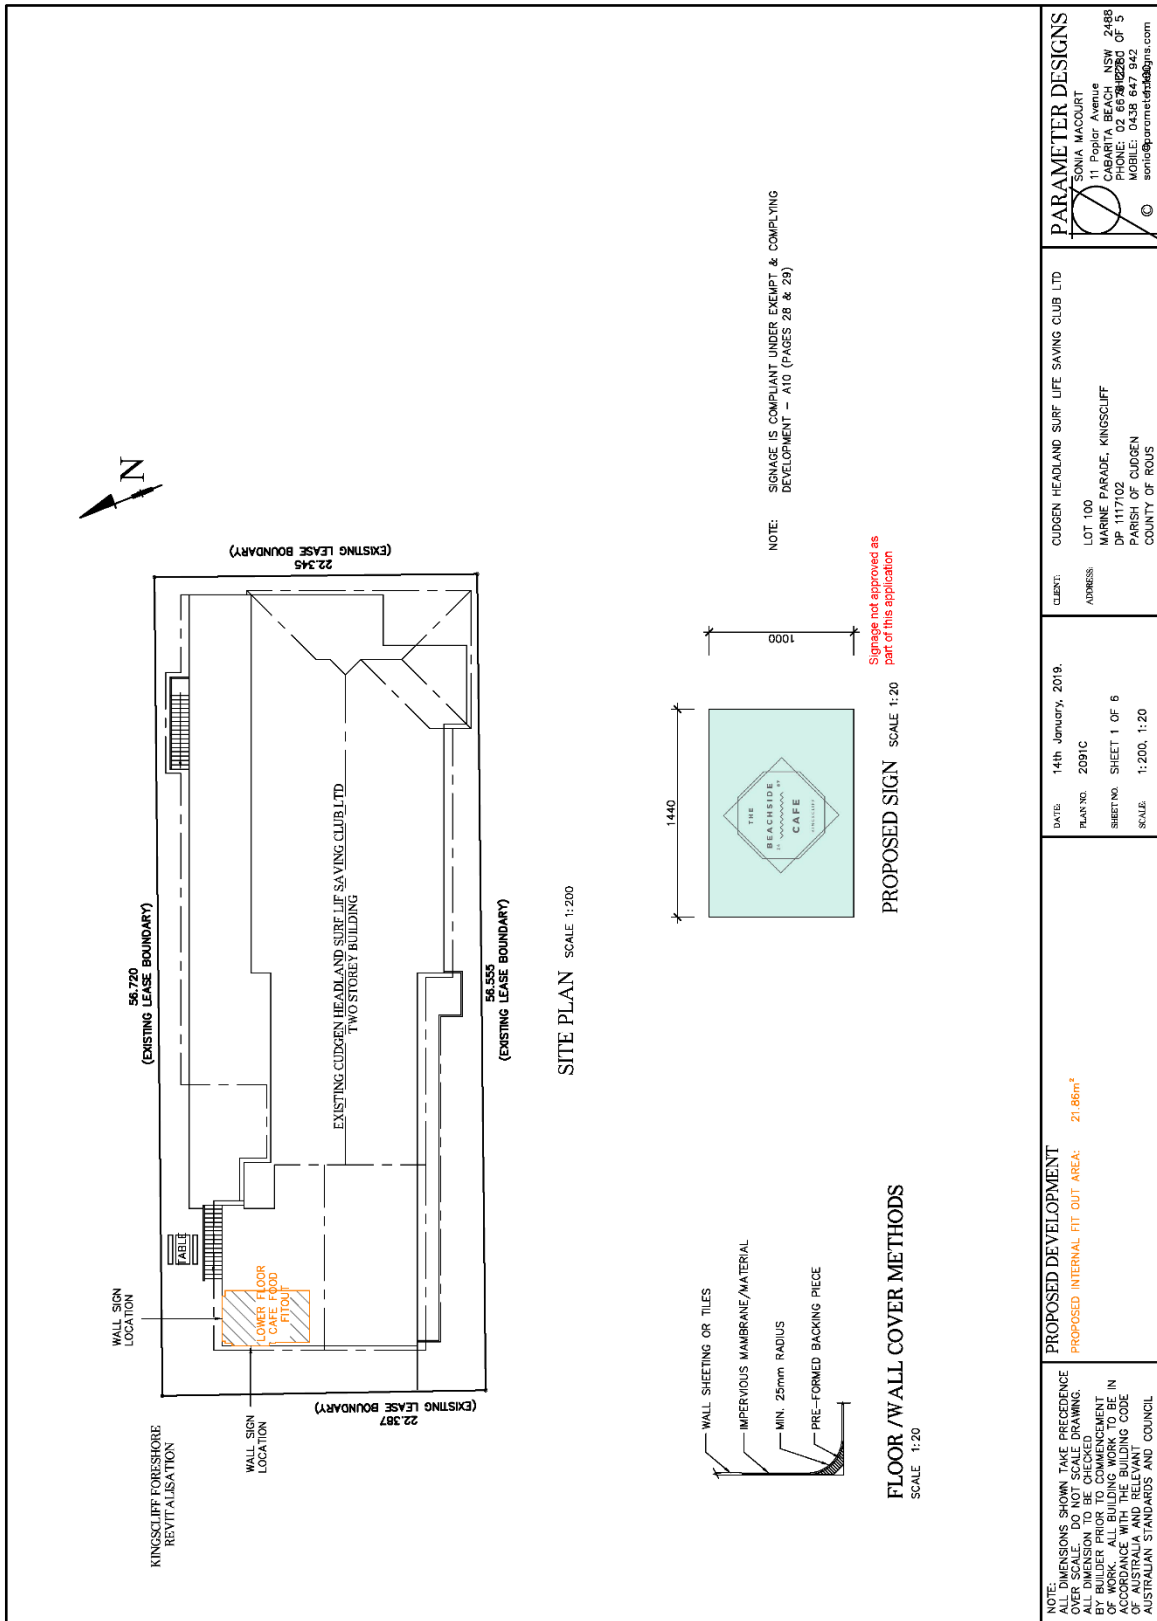 KINGSCLIFF FORESHORE
REVITALISATION
WALL SIGN
LOCATION
WALL SIGN
LOCATION
TABLE
LOWER FLOOR
CAFE FOOD
FITOUT
56.720
(EXISTING LEASE BOUNDARY)
22.387
(EXISTING LEASE BOUNDARY)
EXISTING CUDGEN HEADLAND SURF LIF SAVING CLUB LTD
TWO STOREY BUILDING
22.345
(EXISTING LEASE BOUNDARY)
56.555
(EXISTING LEASE BOUNDARY)
N
SITE PLAN SCALE 1:200
WALL SHEETING OR TILES
IMPERVIOUS MAMBRANE/MATERIAL
MIN. 25mm RADIUS
PRE-FORMED BACKING PIECE
FLOOR /WALL COVER METHODS
SCALE 1:20
1440
1000
THE
BEACHSIDE
CAFE
KINGSCLIFF
PROPOSED SIGN SCALE 1:20
Signage not approved as
part of this application
NOTE: SIGNAGE IS COMPLIANT UNDER EXEMPT & COMPLYING
DEVELOPMENT - A10 (PAGES 28 & 29)
NOTE:
ALL DIMENSIONS SHOWN TAKE PRECEDENCE
OVER SCALE. DO NOT SCALE DRAWING.
ALL DIMENSION TO BE CHECKED
BY BUILDER PRIOR TO COMMENCEMENT
OF WORK. ALL BUILDING WORK TO BE IN
ACCORDANCE WITH THE BUILDING CODE
OF AUSTRALIA AND RELEVANT
AUSTRALIAN STANDARDS AND COUNCIL
PROPOSED DEVELOPMENT
PROPOSED INTERNAL FIT OUT AREA: 21.86m²
DATE: 14th January, 2019.
PLAN NO. 2091C
SHEET NO. SHEET 1 OF 6
SCALE: 1:200, 1:20
CLIENT: CUDGEN HEADLAND SURF LIFE SAVING CLUB LTD
ADDRESS: LOT 100
MARINE PARADE, KINGSCLIFF
DP 1117102
PARISH OF CUDGEN
COUNTY OF ROUS
PARAMETER DESIGNS
SONIA MACOURT
11 Poplar Avenue
CABARITA BEACH NSW 2488
PHONE: 02 OF 5
MOBILE: 0438 647 942
©